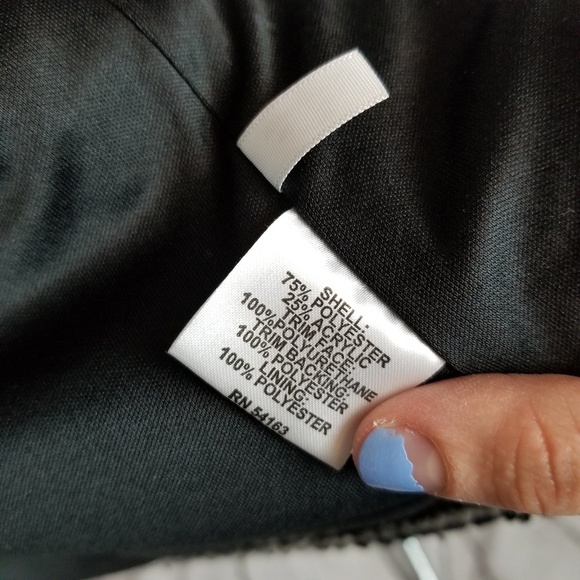 SHELL:
75% POLYESTER
25% ACRYLIC
TRIM FACE:
100%POLYURETHANE
TRIM BACKING:
100% POLYESTER
LINING:
100% POLYESTER
RN 54163